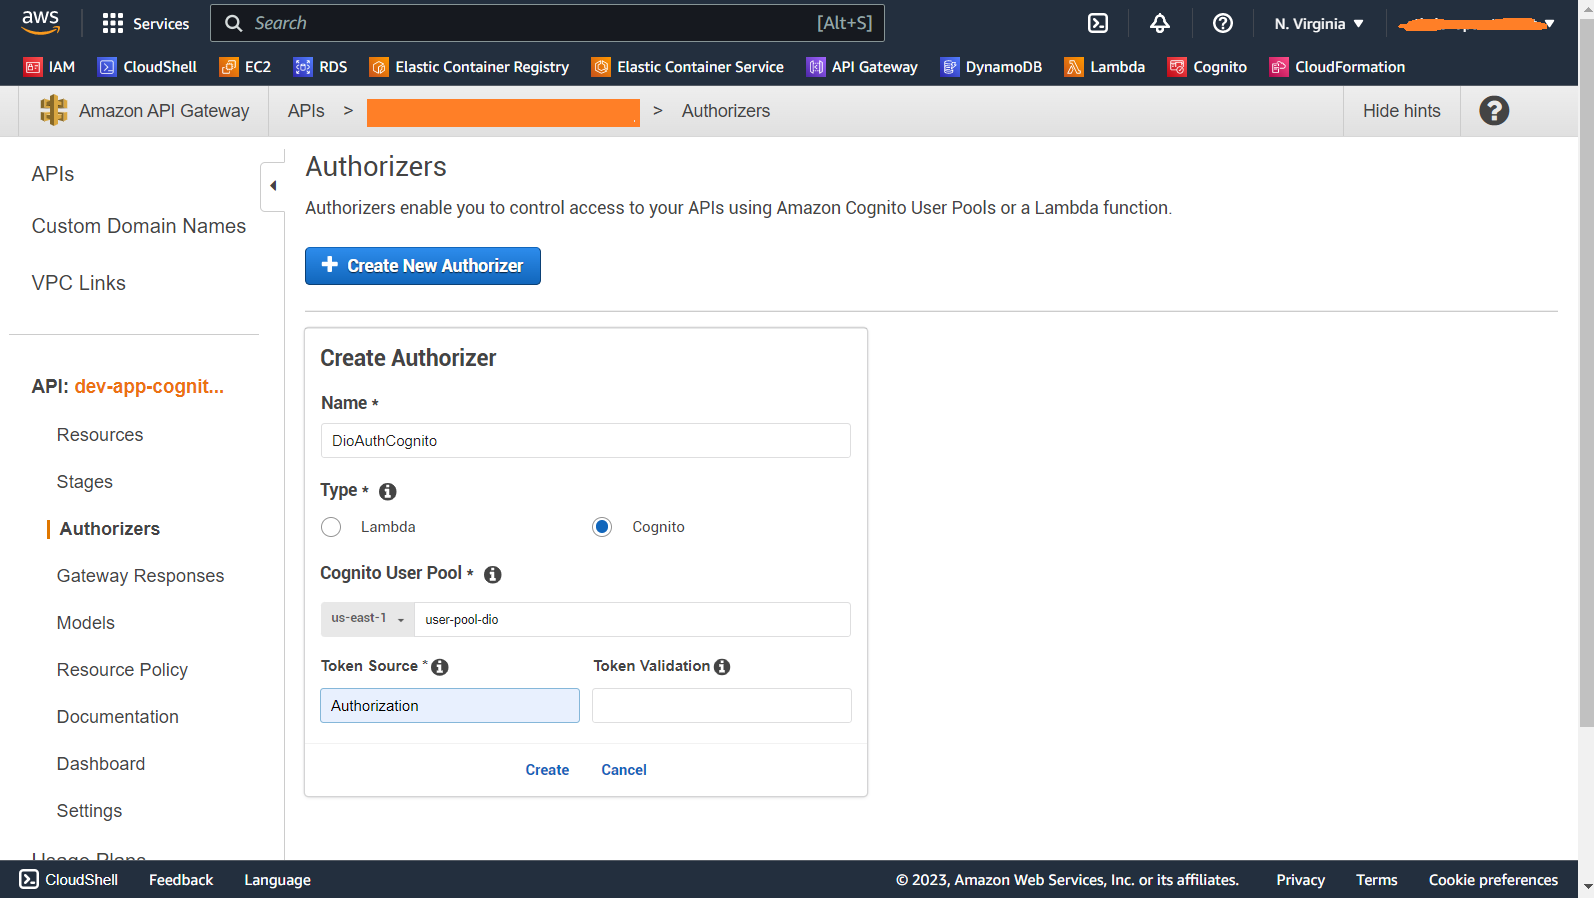 aws
Services
Search
[Alt+S]
N. Virginia
IAM
CloudShell
EC2
RDS
Elastic Container Registry
Elastic Container Service
API Gateway
DynamoDB
Lambda
Cognito
CloudFormation
Amazon API Gateway
APIs
>
>
Authorizers
Hide hints
APIs
Custom Domain Names
VPC Links
API: dev-app-cognit...
Resources
Stages
Authorizers
Gateway Responses
Models
Resource Policy
Documentation
Dashboard
Settings
Usage Plans
Authorizers
Authorizers enable you to control access to your APIs using Amazon Cognito User Pools or a Lambda function.
Create New Authorizer
Create Authorizer
Name *
DioAuthCognito
Type *
Lambda
Cognito
Cognito User Pool *
us-east-1
user-pool-dio
Token Source *
Token Validation
Authorization
Create
Cancel
CloudShell
Feedback
Language
© 2023, Amazon Web Services, Inc. or its affiliates.
Privacy
Terms
Cookie preferences